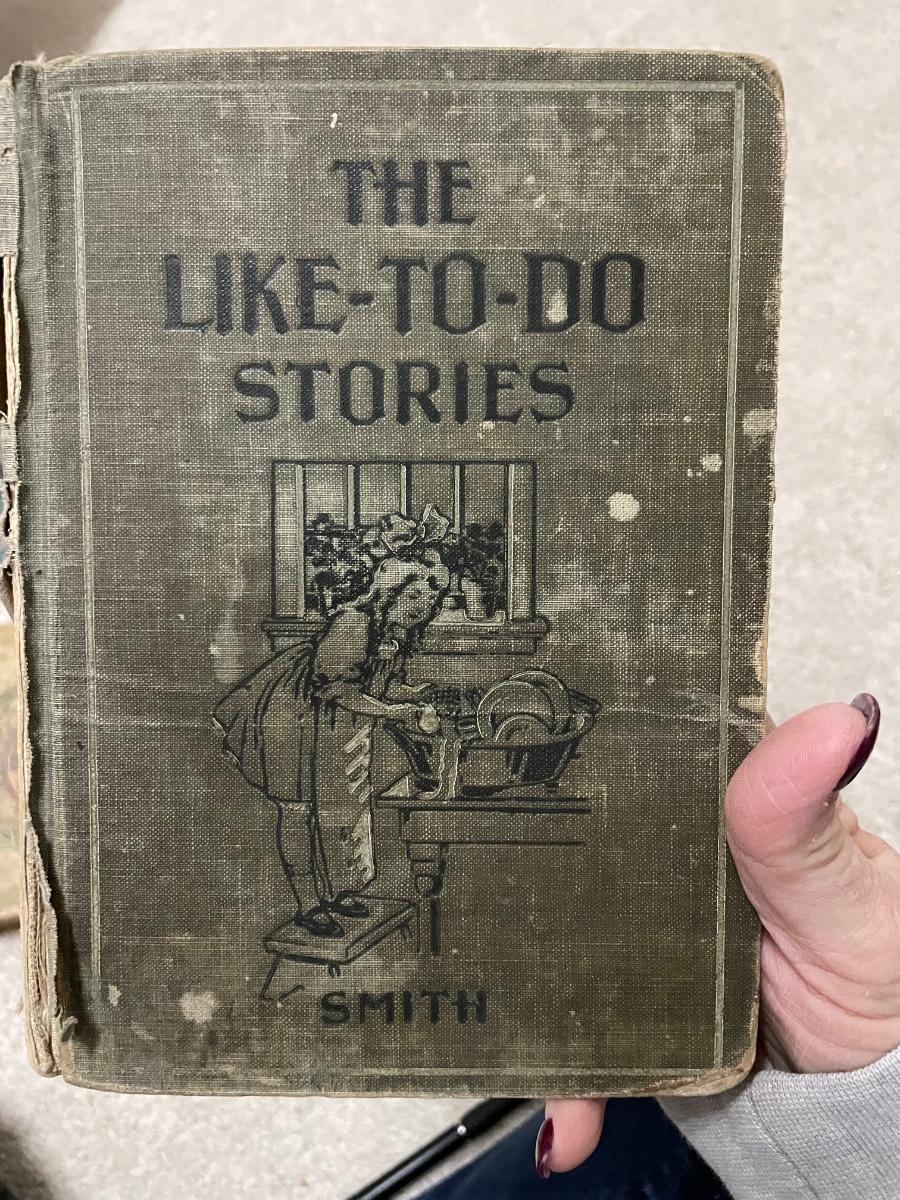 THE
LIKE-TO-DO
STORIES
SMITH